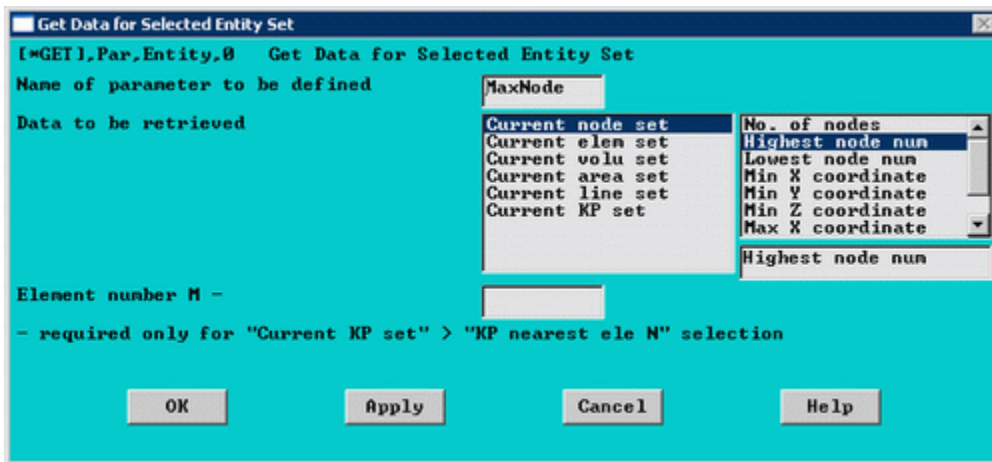 Get Data for Selected Entity Set
[*GET],Par,Entity,0 Get Data for Selected Entity Set
Name of parameter to be defined
MaxNode
Data to be retrieved
Current node set
Current elem set
Current volu set
Current area set
Current line set
Current KP set
No. of nodes
Highest node num
Lowest node num
Min X coordinate
Min Y coordinate
Min Z coordinate
Max X coordinate
Highest node num
Element number M -
- required only for "Current KP set" > "KP nearest ele N" selection
OK Apply Cancel Help